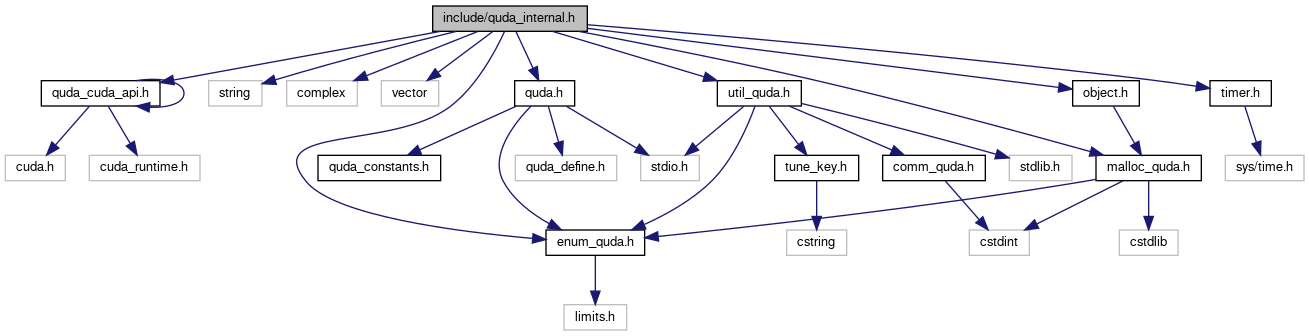 include/quda_internal.h
quda_cuda_api.h
string
complex
vector
quda.h
util_quda.h
object.h
timer.h
cuda.h
cuda_runtime.h
quda_constants.h
quda_define.h
stdio.h
tune_key.h
comm_quda.h
stdlib.h
malloc_quda.h
sys/time.h
enum_quda.h
cstring
cstdint
cstdlib
limits.h